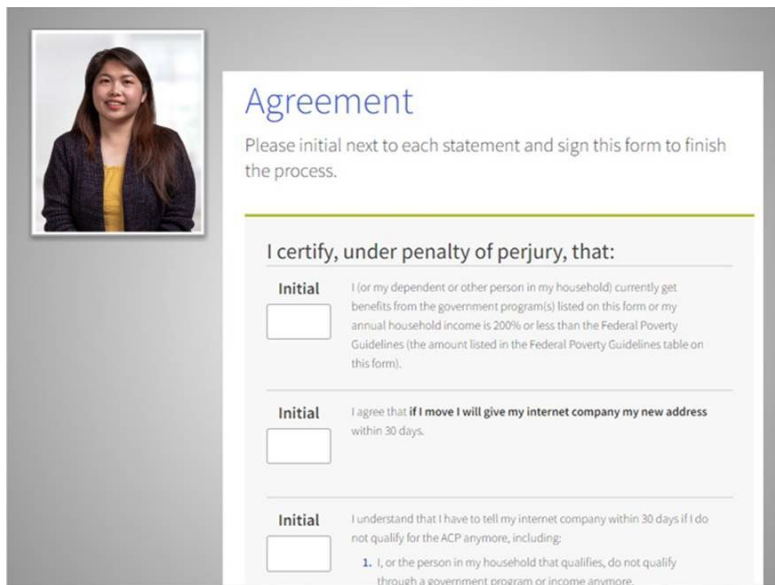 Agreement
Please initial next to each statement and sign this form to finish
the process.
I certify, under penalty of perjury, that:
Initial
I (or my dependent or other person in my household) currently get
benefits from the government program(s) listed on this form or my
annual household income is 200% or less than the Federal Poverty
Guidelines (the amount listed in the Federal Poverty Guidelines table on
this form).
Initial
I agree that if I move I will give my internet company my new address
within 30 days.
Initial
I understand that I have to tell my internet company within 30 days if I do
not qualify for the ACP anymore, including:
1. I, or the person in my household that qualifies, do not qualify
through a government program or income anymore.